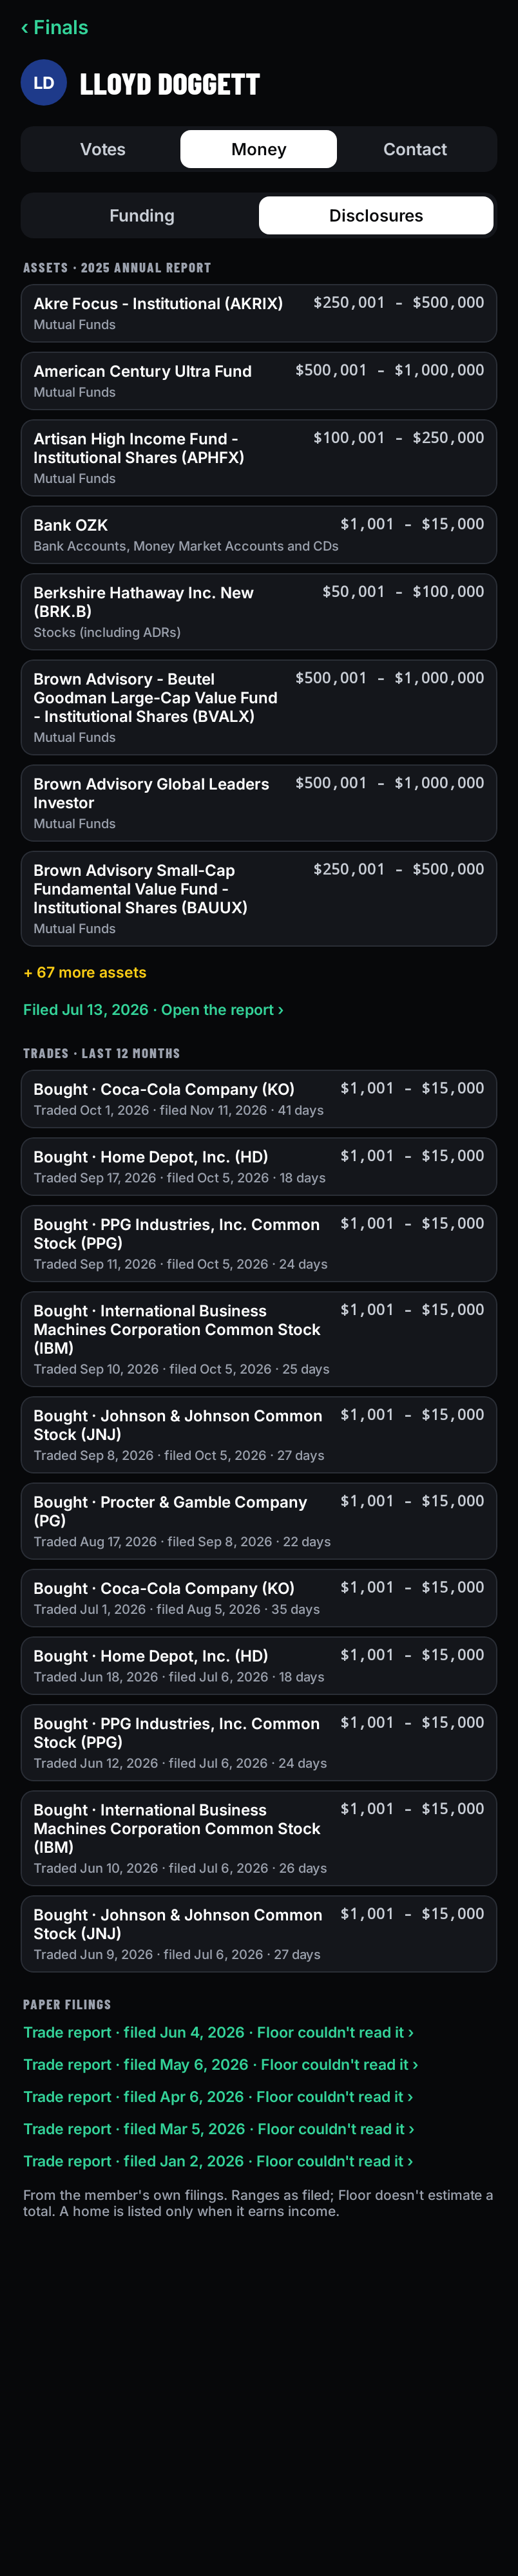 ‹ Finals
LD
LLOYD DOGGETT
Votes
Money
Contact
Funding
Disclosures
ASSETS · 2025 ANNUAL REPORT
Akre Focus - Institutional (AKRIX)
$250,001 – $500,000
Mutual Funds
American Century Ultra Fund
$500,001 – $1,000,000
Mutual Funds
Artisan High Income Fund -
Institutional Shares (APHFX)
$100,001 – $250,000
Mutual Funds
Bank OZK
$1,001 – $15,000
Bank Accounts, Money Market Accounts and CDs
Berkshire Hathaway Inc. New
(BRK.B)
$50,001 – $100,000
Stocks (including ADRs)
Brown Advisory - Beutel
Goodman Large-Cap Value Fund
- Institutional Shares (BVALX)
$500,001 – $1,000,000
Mutual Funds
Brown Advisory Global Leaders
Investor
$500,001 – $1,000,000
Mutual Funds
Brown Advisory Small-Cap
Fundamental Value Fund -
Institutional Shares (BAUUX)
$250,001 – $500,000
Mutual Funds
+ 67 more assets
Filed Jul 13, 2026 · Open the report ›
TRADES · LAST 12 MONTHS
Bought · Coca-Cola Company (KO)
$1,001 – $15,000
Traded Oct 1, 2026 · filed Nov 11, 2026 · 41 days
Bought · Home Depot, Inc. (HD)
$1,001 – $15,000
Traded Sep 17, 2026 · filed Oct 5, 2026 · 18 days
Bought · PPG Industries, Inc. Common
Stock (PPG)
$1,001 – $15,000
Traded Sep 11, 2026 · filed Oct 5, 2026 · 24 days
Bought · International Business
Machines Corporation Common Stock
(IBM)
$1,001 – $15,000
Traded Sep 10, 2026 · filed Oct 5, 2026 · 25 days
Bought · Johnson & Johnson Common
Stock (JNJ)
$1,001 – $15,000
Traded Sep 8, 2026 · filed Oct 5, 2026 · 27 days
Bought · Procter & Gamble Company
(PG)
$1,001 – $15,000
Traded Aug 17, 2026 · filed Sep 8, 2026 · 22 days
Bought · Coca-Cola Company (KO)
$1,001 – $15,000
Traded Jul 1, 2026 · filed Aug 5, 2026 · 35 days
Bought · Home Depot, Inc. (HD)
$1,001 – $15,000
Traded Jun 18, 2026 · filed Jul 6, 2026 · 18 days
Bought · PPG Industries, Inc. Common
Stock (PPG)
$1,001 – $15,000
Traded Jun 12, 2026 · filed Jul 6, 2026 · 24 days
Bought · International Business
Machines Corporation Common Stock
(IBM)
$1,001 – $15,000
Traded Jun 10, 2026 · filed Jul 6, 2026 · 26 days
Bought · Johnson & Johnson Common
Stock (JNJ)
$1,001 – $15,000
Traded Jun 9, 2026 · filed Jul 6, 2026 · 27 days
PAPER FILINGS
Trade report · filed Jun 4, 2026 · Floor couldn't read it ›
Trade report · filed May 6, 2026 · Floor couldn't read it ›
Trade report · filed Apr 6, 2026 · Floor couldn't read it ›
Trade report · filed Mar 5, 2026 · Floor couldn't read it ›
Trade report · filed Jan 2, 2026 · Floor couldn't read it ›
From the member's own filings. Ranges as filed; Floor doesn't estimate a
total. A home is listed only when it earns income.